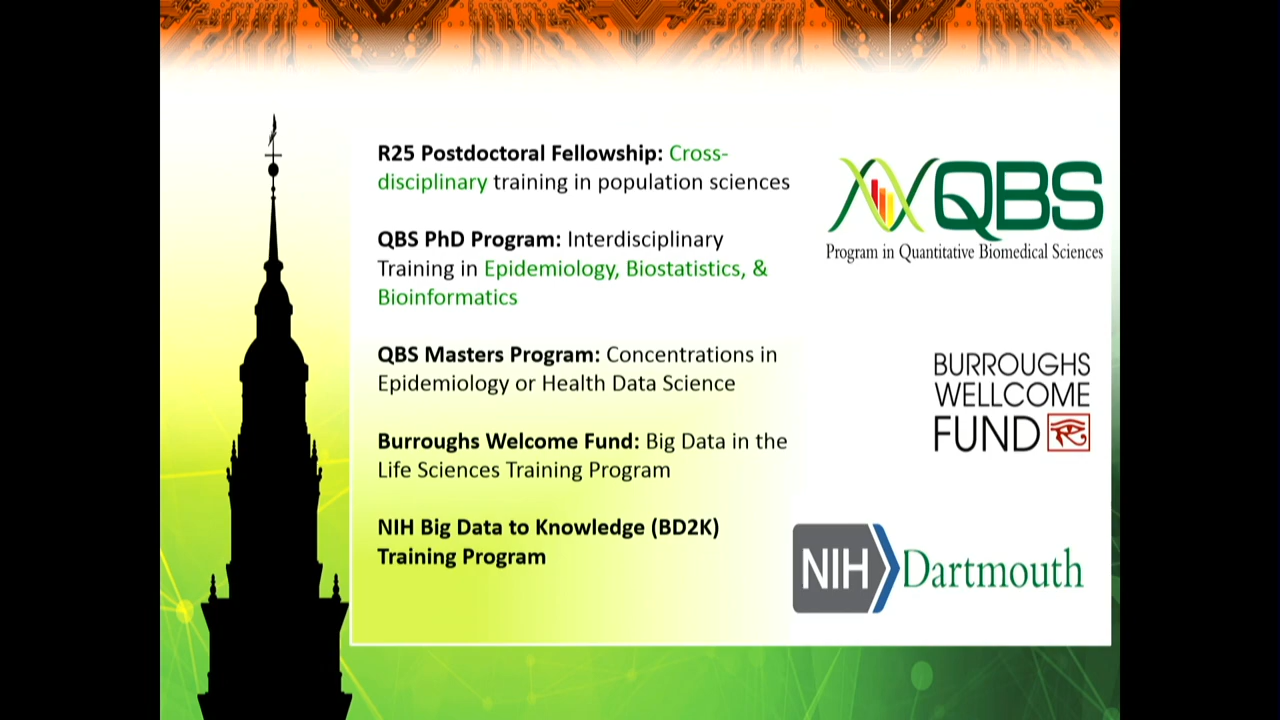 R25 Postdoctoral Fellowship: Cross-
disciplinary training in population sciences
QBS PhD Program: Interdisciplinary
Training in Epidemiology, Biostatistics, &
Bioinformatics
QBS Masters Program: Concentrations in
Epidemiology or Health Data Science
Burroughs Welcome Fund: Big Data in the
Life Sciences Training Program
NIH Big Data to Knowledge (BD2K)
Training Program
QBS
Program in Quantitative Biomedical Sciences
BURROUGHS
WELLCOME
FUND
NIH Dartmouth